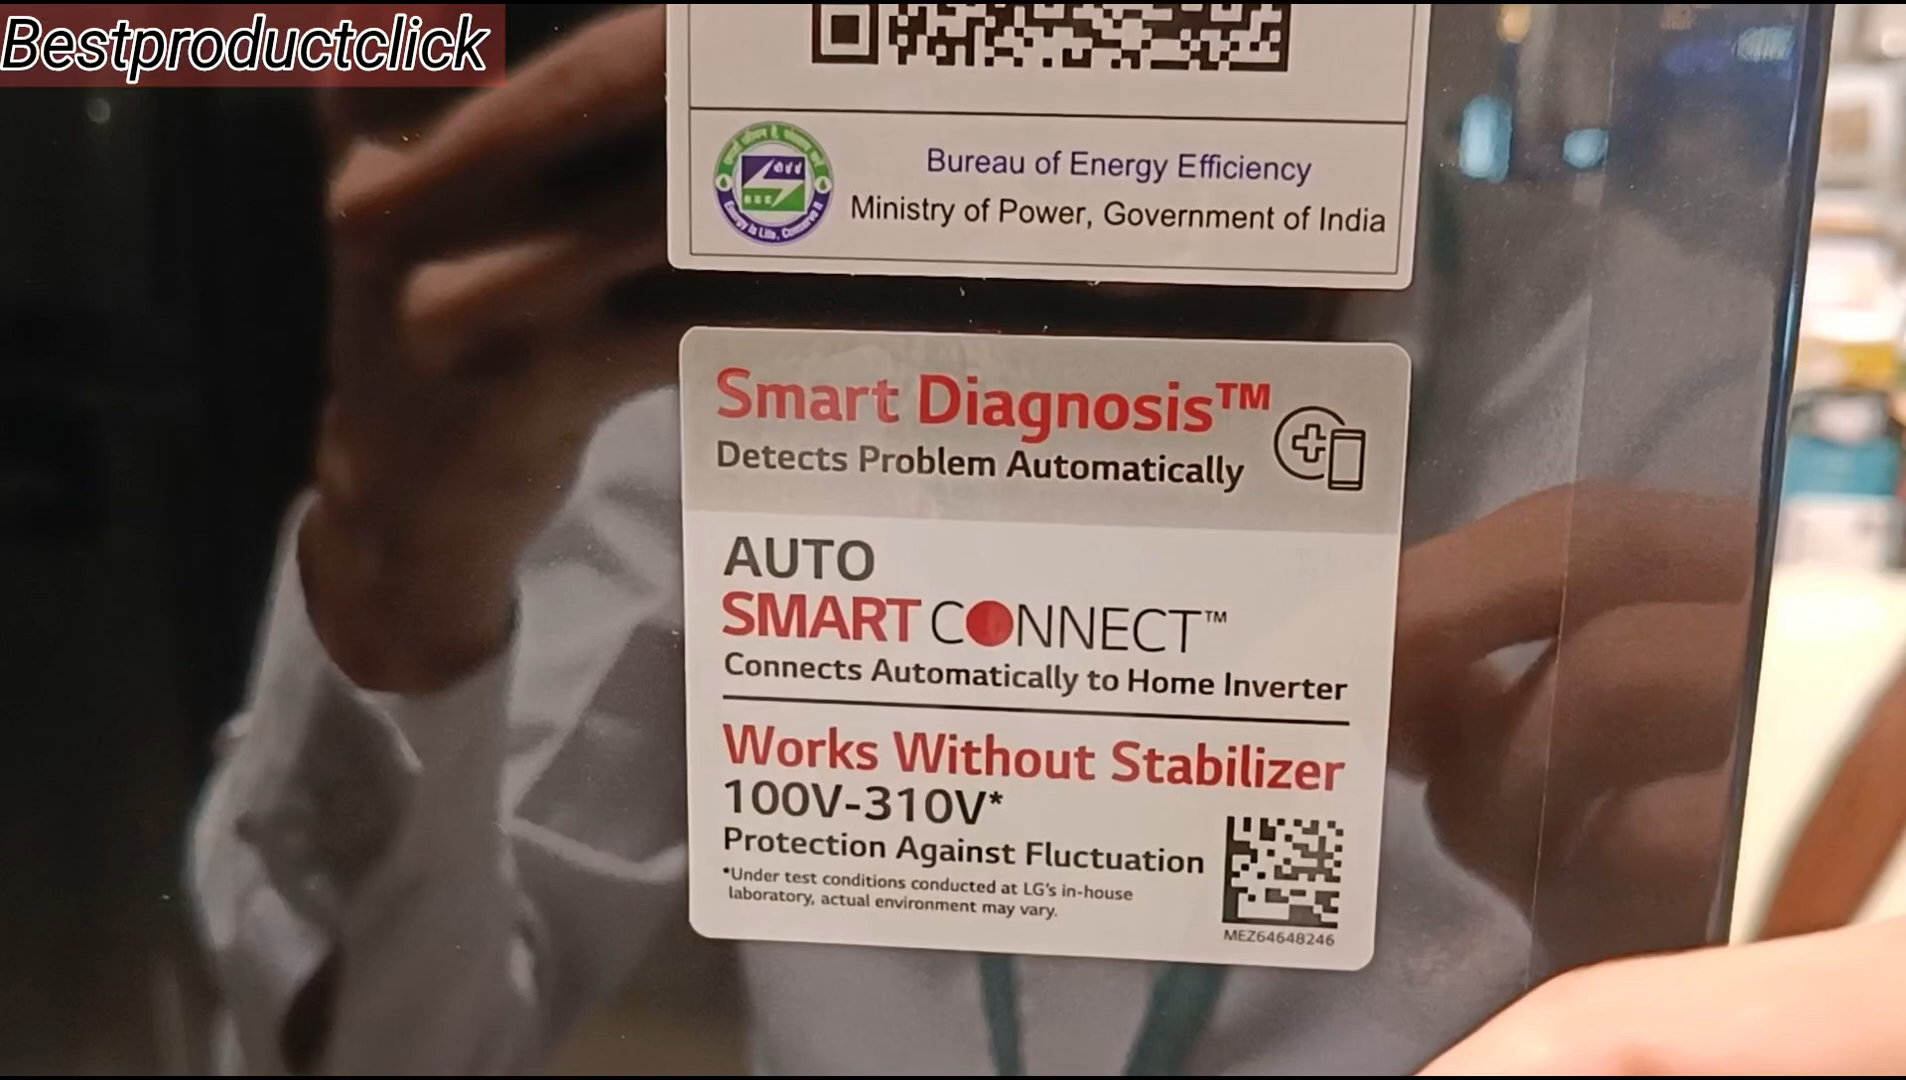 Bestproductclick
Bureau of Energy Efficiency
Ministry of Power, Government of India
Smart Diagnosis™
Detects Problem Automatically
AUTO
SMART CONNECT™
Connects Automatically to Home Inverter
Works Without Stabilizer
100V-310V*
Protection Against Fluctuation
*Under test conditions conducted at LG's in-house
laboratory, actual environment may vary.
MEZ64648246